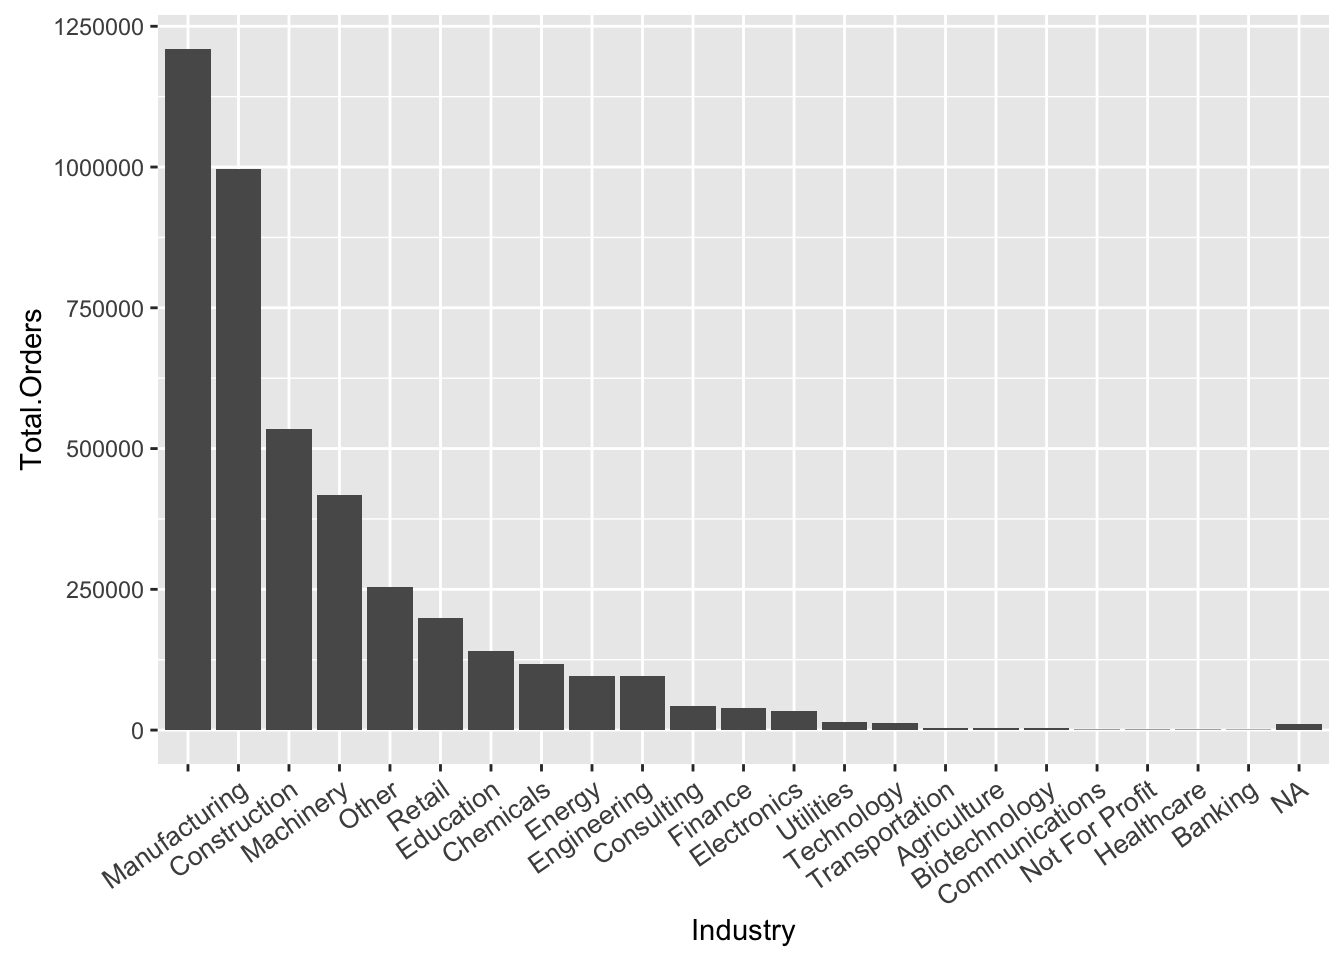 1250000
1000000
750000
500000
250000
0
Total.Orders
Manufacturing
Construction
Machinery
Other
Retail
Education
Chemicals
Energy
Engineering
Consulting
Finance
Electronics
Utilities
Technology
Transportation
Agriculture
Biotechnology
Communications
Not For Profit
Healthcare
Banking
NA
Industry